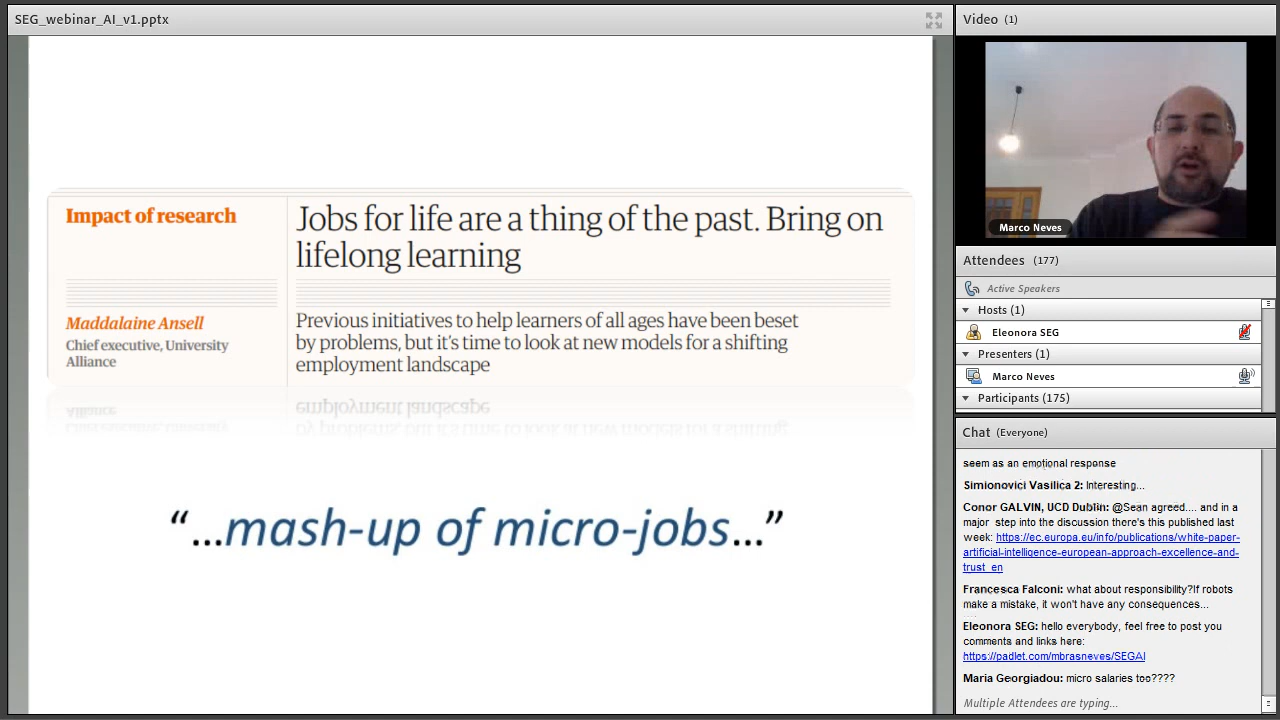 SEG_webinar_AI_v1.pptx
Impact of research
Jobs for life are a thing of the past. Bring on
lifelong learning
Maddalaine Ansell
Chief executive, University
Alliance
Previous initiatives to help learners of all ages have been beset
by problems, but it's time to look at new models for a shifting
employment landscape
“...mash-up of micro-jobs...”
Video (1)
Marco Neves
Attendees (177)
Active Speakers
Hosts (1)
Eleonora SEG
Presenters (1)
Marco Neves
Participants (175)
Chat (Everyone)
seem as an emotional response
Simionovici Vasilica 2: Interesting...
Conor GALVIN, UCD Dublin: @Sean agreed.... and in a
major step into the discussion there's this published last
week: https://ec.europa.eu/info/publications/white-paper-
artificial-intelligence-european-approach-excellence-and-
trust_en
Francesca Falconi: what about responsibility?If robots
make a mistake, it won't have any consequences...
Eleonora SEG: hello everybody, feel free to post you
comments and links here:
https://padlet.com/mbrasneves/SEGAI
Maria Georgiadou: micro salaries too????
Multiple Attendees are typing...